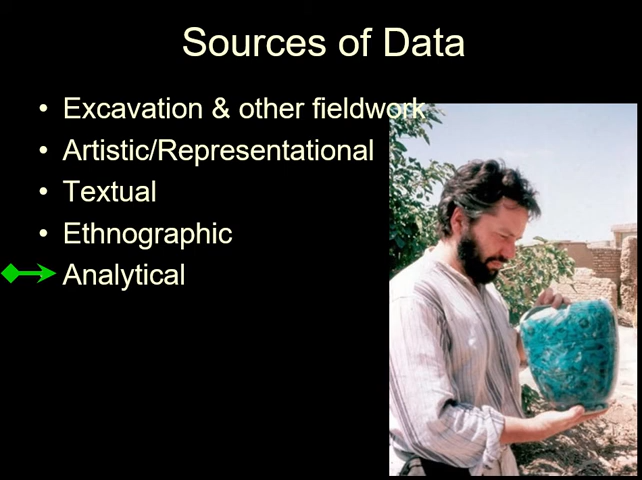 Sources of Data
• Excavation & other fieldwork
• Artistic/Representational
• Textual
• Ethnographic
Analytical